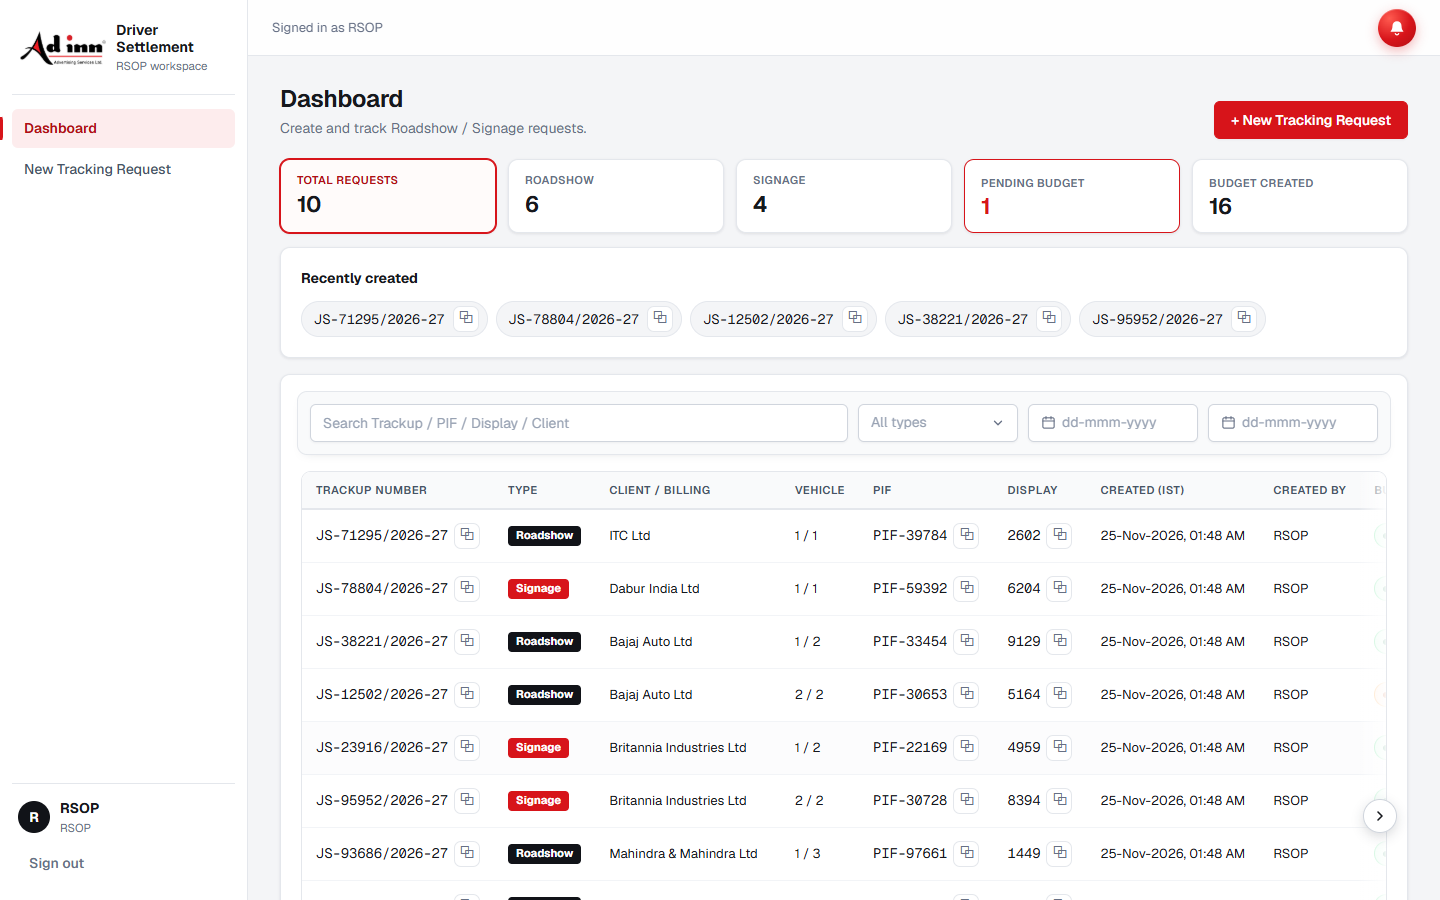 Ad inn
Advertising Services Ltd
Driver
Settlement
RSOP workspace
Dashboard
New Tracking Request
RSOP
R
RSOP
Sign out
Signed in as RSOP
Dashboard
Create and track Roadshow / Signage requests.
+ New Tracking Request
TOTAL REQUESTS
10
ROADSHOW
6
SIGNAGE
4
PENDING BUDGET
1
BUDGET CREATED
16
Recently created
JS-71295/2026-27 JS-78804/2026-27 JS-12502/2026-27 JS-38221/2026-27 JS-95952/2026-27
Search Trackup / PIF / Display / Client All types dd-mmm-yyyy dd-mmm-yyyy
TRACKUP NUMBER TYPE CLIENT / BILLING VEHICLE PIF DISPLAY CREATED (IST) CREATED BY
JS-71295/2026-27 Roadshow ITC Ltd 1 / 1 PIF-39784 2602 25-Nov-2026, 01:48 AM RSOP
JS-78804/2026-27 Signage Dabur India Ltd 1 / 1 PIF-59392 6204 25-Nov-2026, 01:48 AM RSOP
JS-38221/2026-27 Roadshow Bajaj Auto Ltd 1 / 2 PIF-33454 9129 25-Nov-2026, 01:48 AM RSOP
JS-12502/2026-27 Roadshow Bajaj Auto Ltd 2 / 2 PIF-30653 5164 25-Nov-2026, 01:48 AM RSOP
JS-23916/2026-27 Signage Britannia Industries Ltd 1 / 2 PIF-22169 4959 25-Nov-2026, 01:48 AM RSOP
JS-95952/2026-27 Signage Britannia Industries Ltd 2 / 2 PIF-30728 8394 25-Nov-2026, 01:48 AM RSOP
JS-93686/2026-27 Roadshow Mahindra & Mahindra Ltd 1 / 3 PIF-97661 1449 25-Nov-2026, 01:48 AM RSOP